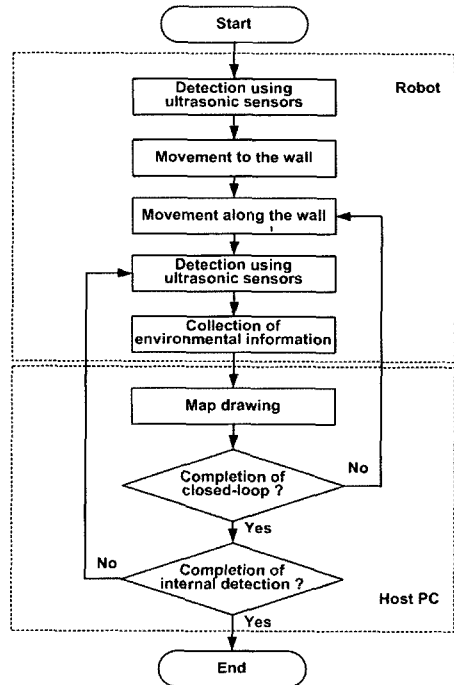 Start
Robot
Detection using
ultrasonic sensors
Movement to the wall
Movement along the wall
Detection using
ultrasonic sensors
Collection of
environmental information
Map drawing
Completion of
closed-loop ?
No
Yes
Completion of
internal detection ?
No
Host PC
Yes
End